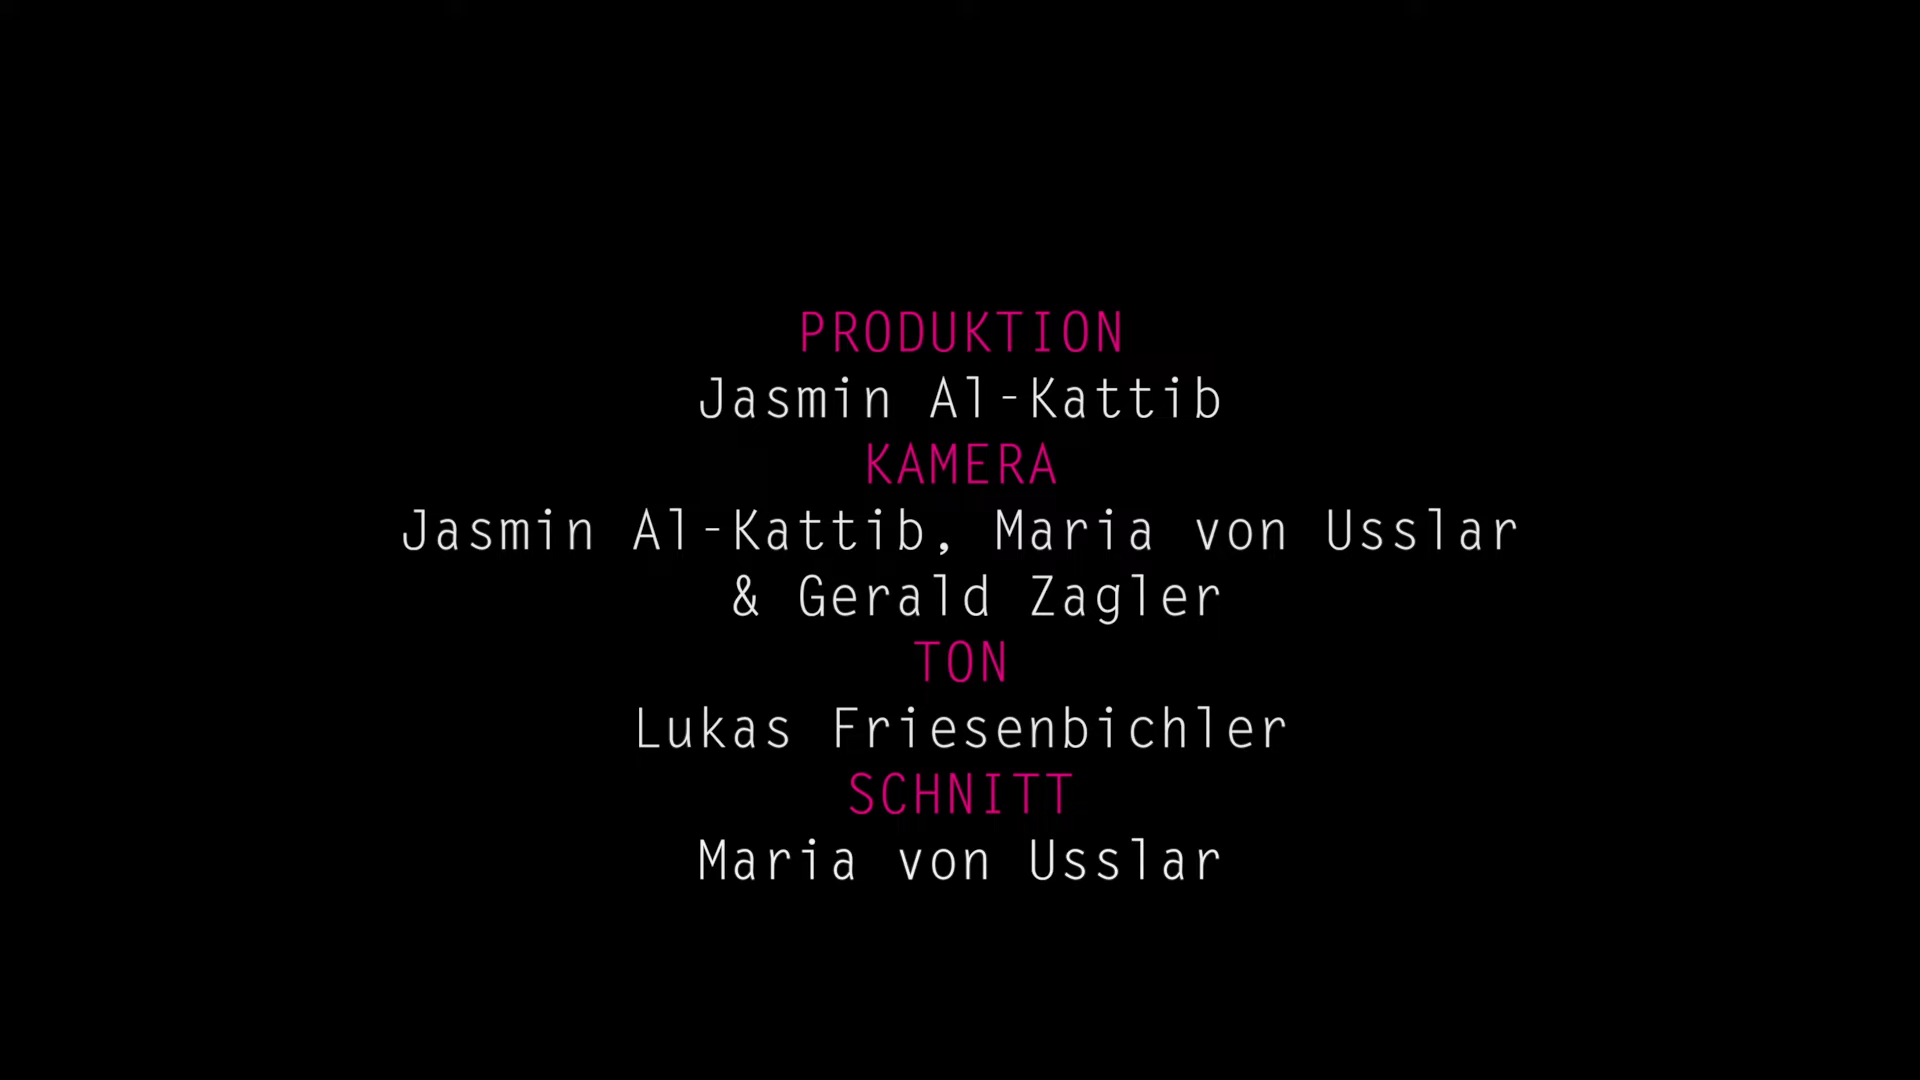 PRODUKTION
Jasmin Al-Kattib
KAMERA
Jasmin Al-Kattib, Maria von Usslar
& Gerald Zagler
TON
Lukas Friesenbichler
SCHNITT
Maria von Usslar